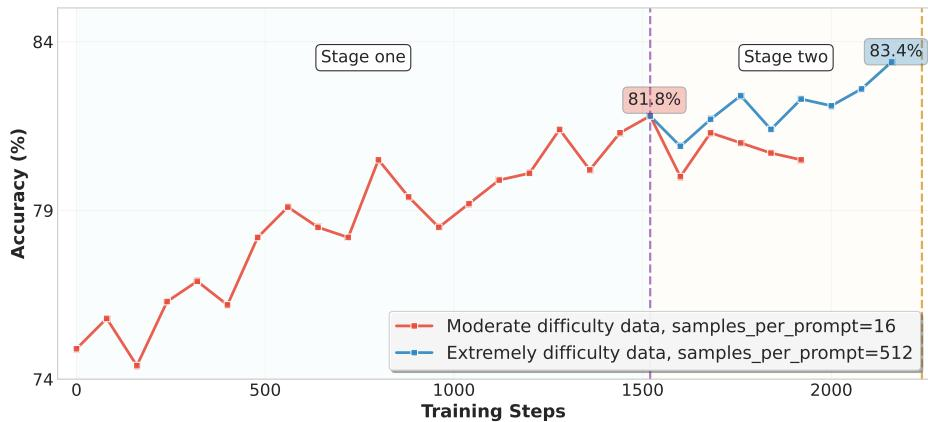 84
79
74
Accuracy (%)
Stage one
Stage two
81.8%
83.4%
Moderate difficulty data, samples_per_prompt=16
Extremely difficulty data, samples_per_prompt=512
0 500 1000 1500 2000
Training Steps